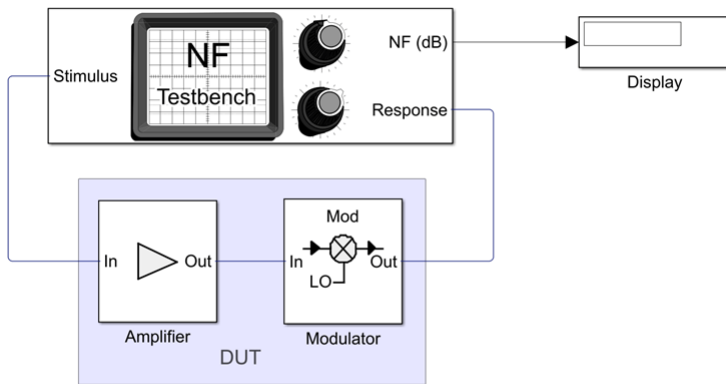 Stimulus
NF
Testbench
NF (dB)
Response
Display
In
Out
Amplifier
Mod
In
LO
Out
Modulator
DUT